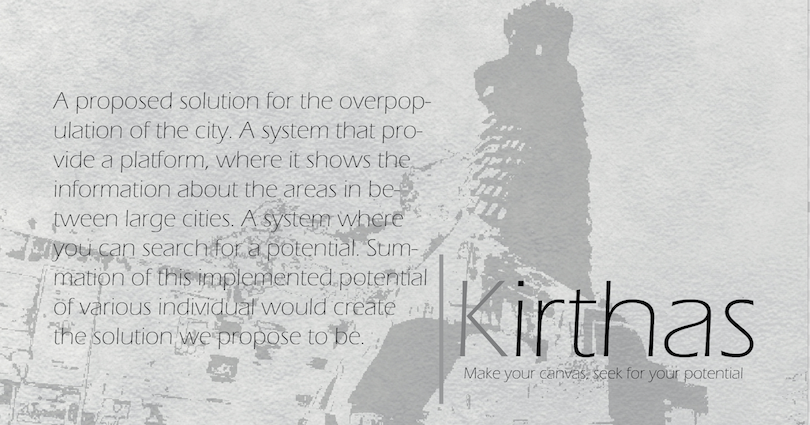 A proposed solution for the overpop-
ulation of the city. A system that pro-
vide a platform, where it shows the
information about the areas in be-
tween large cities. A system where
you can search for a potential. Sum-
mation of this implemented potential
of various individual would create
the solution we propose to be.
Kirthas
Make your canvas, seek for your potential